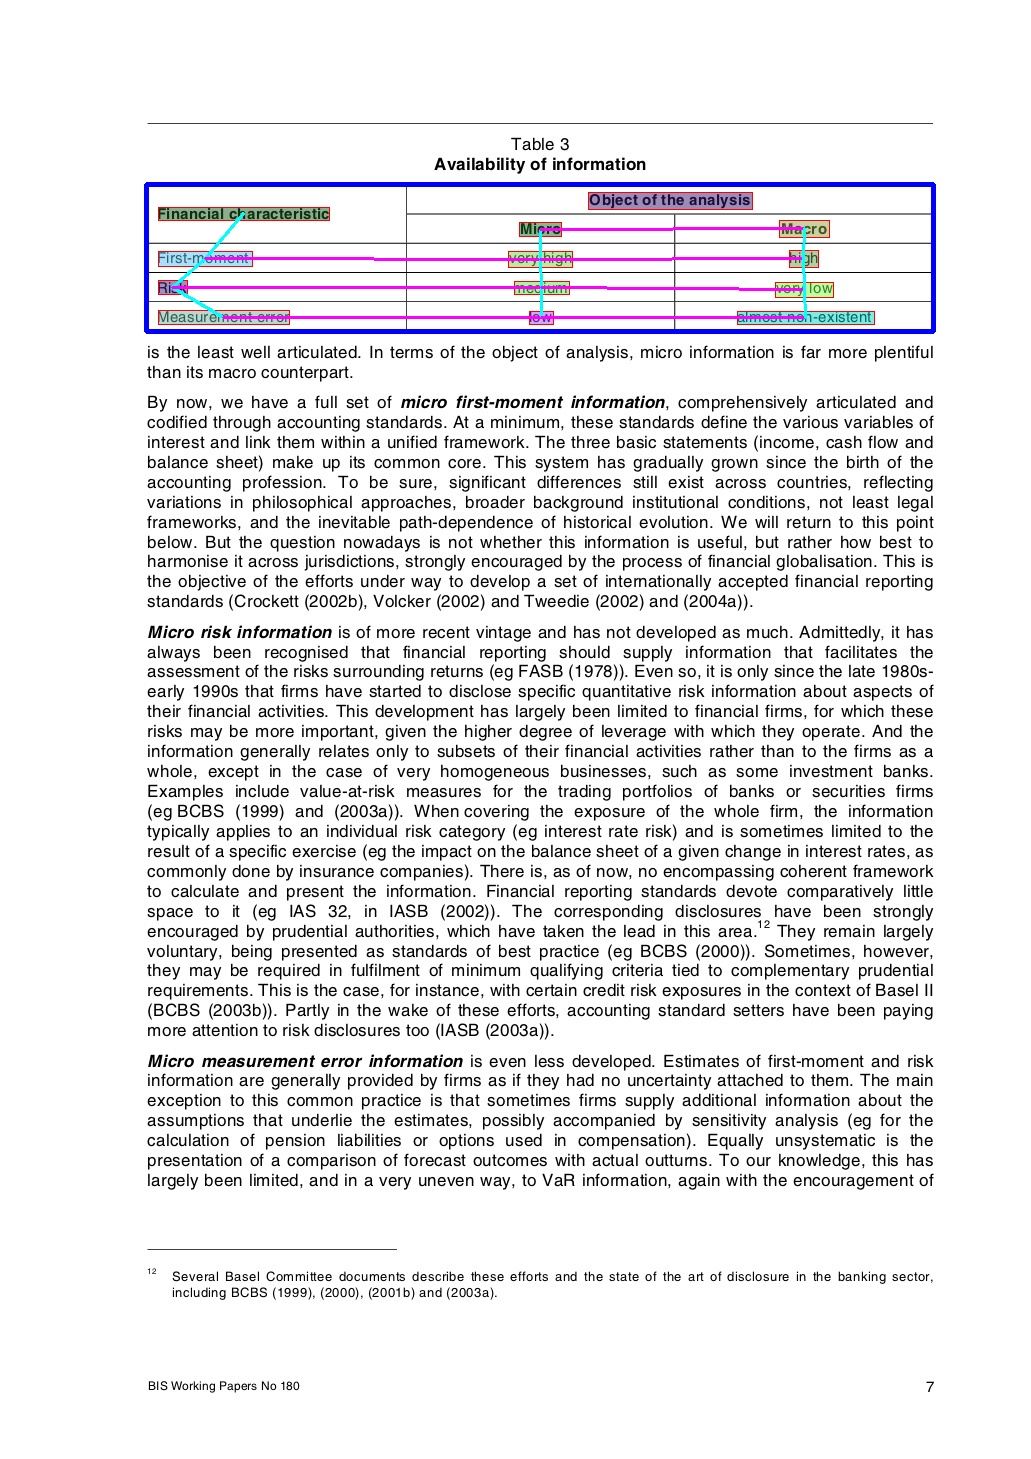 Table 3
Availability of information
Financial characteristic
Object of the analysis
Micro
Macro
First-moment
very high
high
Risk
medium
very low
Measurement error
low
almost non-existent
is the least well articulated. In terms of the object of analysis, micro information is far more plentiful
than its macro counterpart.
By now, we have a full set of micro first-moment information, comprehensively articulated and
codified through accounting standards. At a minimum, these standards define the various variables of
interest and link them within a unified framework. The three basic statements (income, cash flow and
balance sheet) make up its common core. This system has gradually grown since the birth of the
accounting profession. To be sure, significant differences still exist across countries, reflecting
variations in philosophical approaches, broader background institutional conditions, not least legal
frameworks, and the inevitable path-dependence of historical evolution. We will return to this point
below. But the question nowadays is not whether this information is useful, but rather how best to
harmonise it across jurisdictions, strongly encouraged by the process of financial globalisation. This is
the objective of the efforts under way to develop a set of internationally accepted financial reporting
standards (Crockett (2002b), Volcker (2002) and Tweedie (2002) and (2004a)).
Micro risk information is of more recent vintage and has not developed as much. Admittedly, it has
always been recognised that financial reporting should supply information that facilitates the
assessment of the risks surrounding returns (eg FASB (1978)). Even so, it is only since the late 1980s-
early 1990s that firms have started to disclose specific quantitative risk information about aspects of
their financial activities. This development has largely been limited to financial firms, for which these
risks may be more important, given the higher degree of leverage with which they operate. And the
information generally relates only to subsets of their financial activities rather than to the firms as a
whole, except in the case of very homogeneous businesses, such as some investment banks.
Examples include value-at-risk measures for the trading portfolios of banks or securities firms
(eg BCBS (1999) and (2003a)). When covering the exposure of the whole firm, the information
typically applies to an individual risk category (eg interest rate risk) and is sometimes limited to the
result of a specific exercise (eg the impact on the balance sheet of a given change in interest rates, as
commonly done by insurance companies). There is, as of now, no encompassing coherent framework
to calculate and present the information. Financial reporting standards devote comparatively little
space to it (eg IAS 32, in IASB (2002)). The corresponding disclosures have been strongly
encouraged by prudential authorities, which have taken the lead in this area.12 They remain largely
voluntary, being presented as standards of best practice (eg BCBS (2000)). Sometimes, however,
they may be required in fulfilment of minimum qualifying criteria tied to complementary prudential
requirements. This is the case, for instance, with certain credit risk exposures in the context of Basel II
(BCBS (2003b)). Partly in the wake of these efforts, accounting standard setters have been paying
more attention to risk disclosures too (IASB (2003a)).
Micro measurement error information is even less developed. Estimates of first-moment and risk
information are generally provided by firms as if they had no uncertainty attached to them. The main
exception to this common practice is that sometimes firms supply additional information about the
assumptions that underlie the estimates, possibly accompanied by sensitivity analysis (eg for the
calculation of pension liabilities or options used in compensation). Equally unsystematic is the
presentation of a comparison of forecast outcomes with actual outturns. To our knowledge, this has
largely been limited, and in a very uneven way, to VaR information, again with the encouragement of
12 Several Basel Committee documents describe these efforts and the state of the art of disclosure in the banking sector,
including BCBS (1999), (2000), (2001b) and (2003a).
BIS Working Papers No 180
7